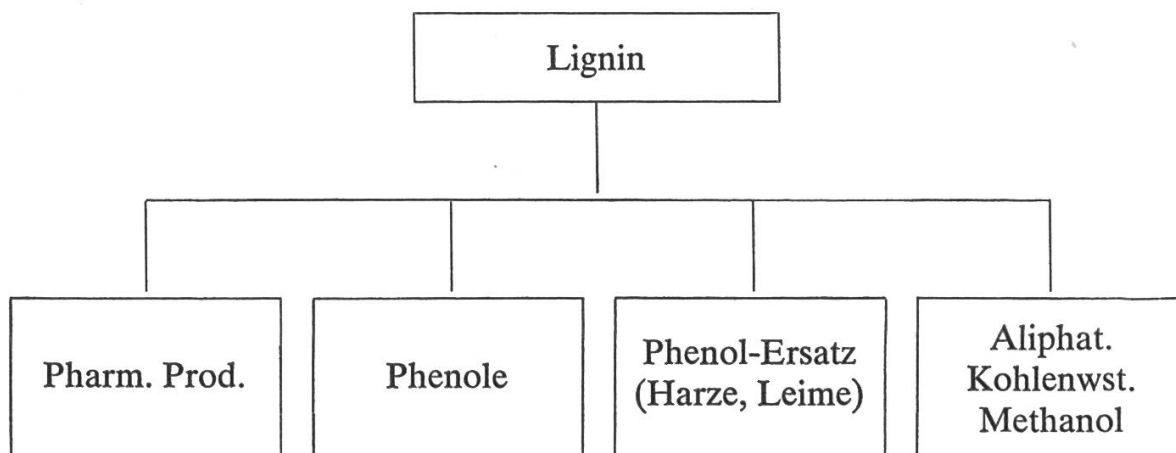 Lignin
Pharm. Prod.
Phenole
Phenol-Ersatz
(Harze, Leime)
Aliphat.
Kohlenwst.
Methanol